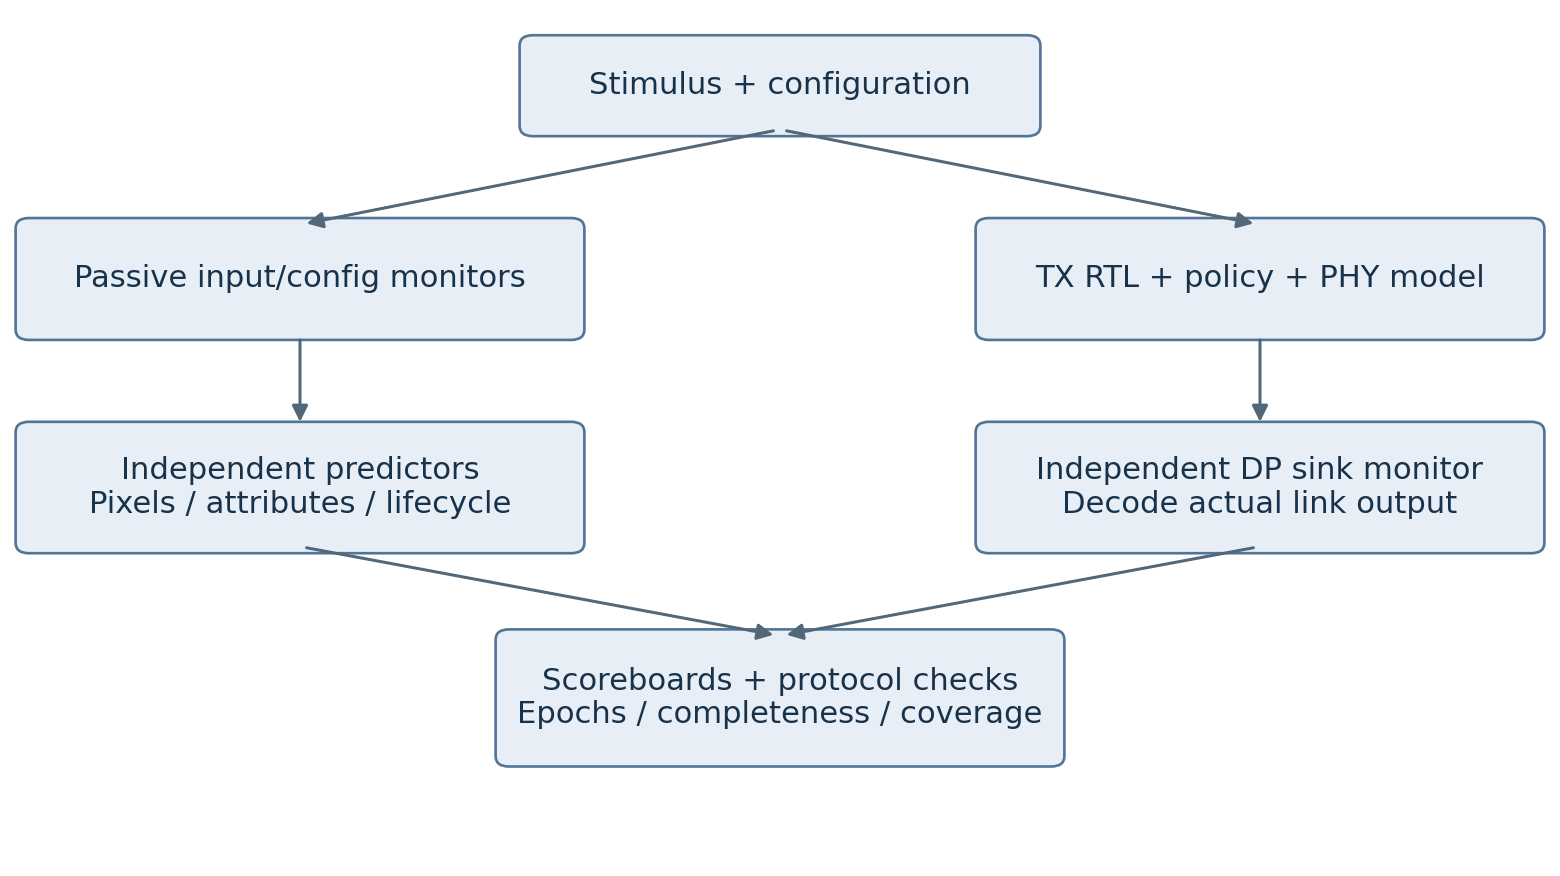 Stimulus + configuration
Passive input/config monitors
TX RTL + policy + PHY model
Independent predictors
Pixels / attributes / lifecycle
Independent DP sink monitor
Decode actual link output
Scoreboards + protocol checks
Epochs / completeness / coverage